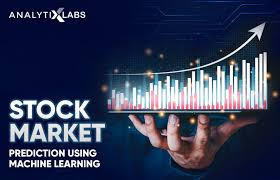 ANALYTIXLABS
STOCK
MARKET
PREDICTION USING
MACHINE LEARNING